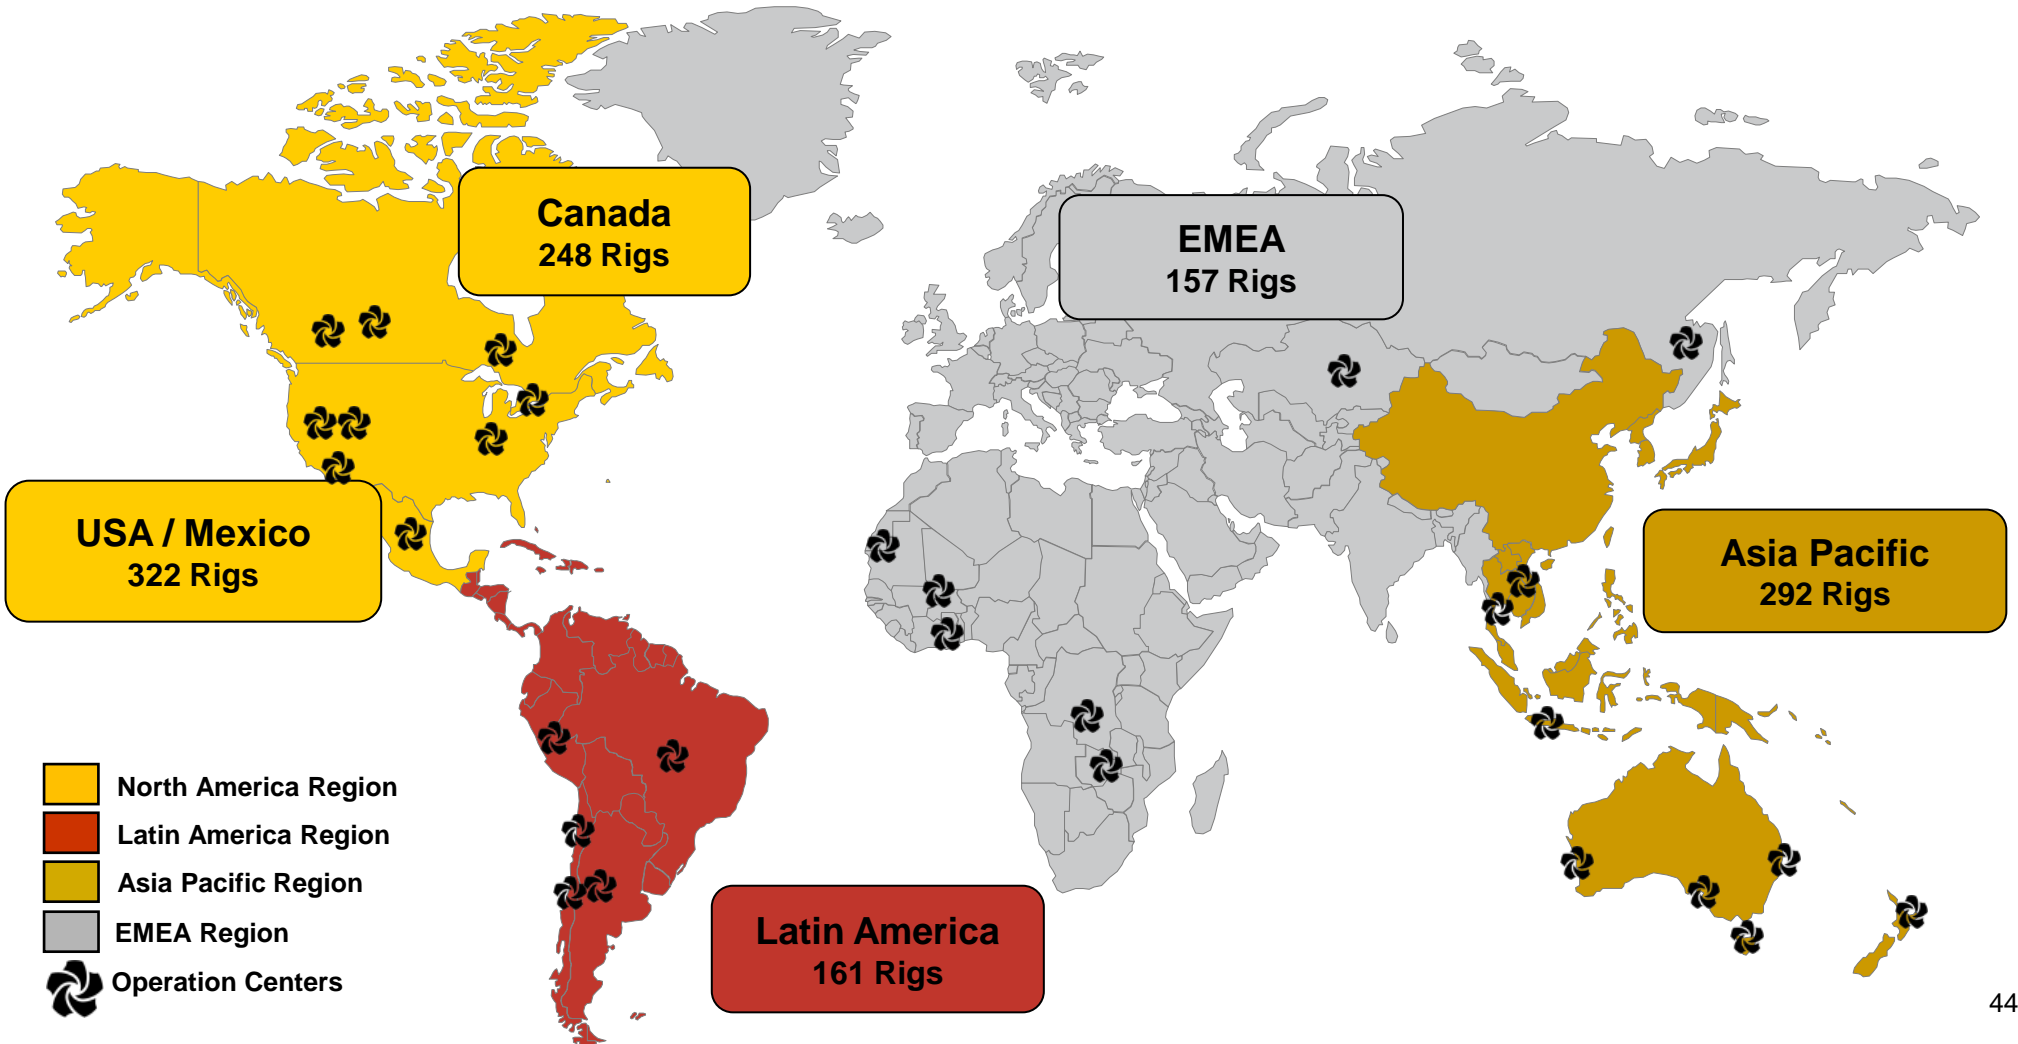 Canada
248 Rigs
EMEA
157 Rigs
USA / Mexico
322 Rigs
Asia Pacific
292 Rigs
Latin America
161 Rigs
North America Region
Latin America Region
Asia Pacific Region
EMEA Region
Operation Centers
44